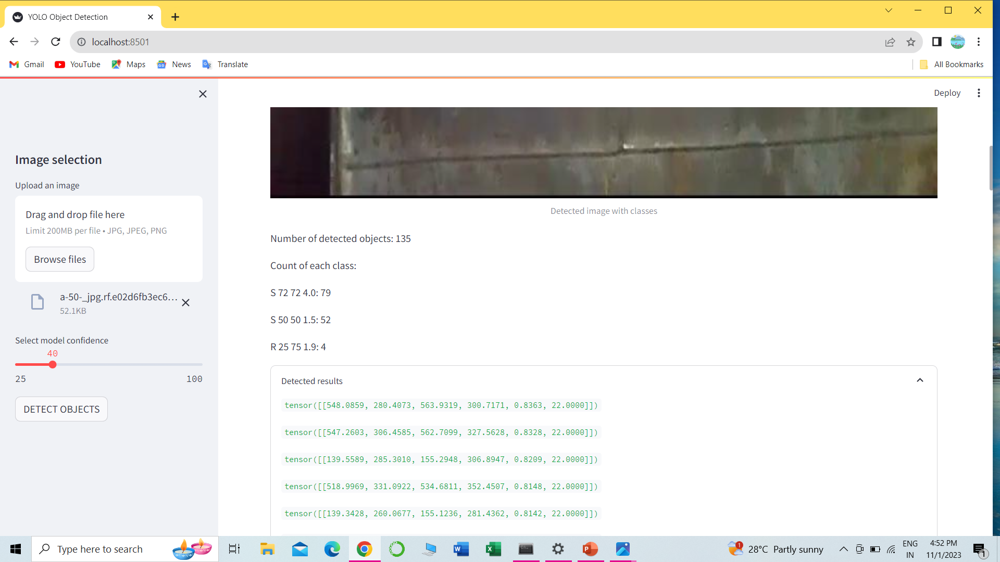 YOLO Object Detection
localhost:8501
Gmail YouTube Maps News Translate All Bookmarks
Deploy
Image selection
Upload an image
Drag and drop file here
Limit 200MB per file • JPG, JPEG, PNG
Browse files
a-50-_jpg.rf.e02d6fb3ec6...
52.1KB
Select model confidence
40
25 100
DETECT OBJECTS
Detected image with classes
Number of detected objects: 135
Count of each class:
S 72 72 4.0: 79
S 50 50 1.5: 52
R 25 75 1.9: 4
Detected results
tensor([[548.0859, 280.4073, 563.9319, 300.7171, 0.8363, 22.0000]])
tensor([[547.2603, 306.4585, 562.7099, 327.5628, 0.8328, 22.0000]])
tensor([[139.5589, 285.3010, 155.2948, 306.8947, 0.8209, 22.0000]])
tensor([[518.9969, 331.0922, 534.6811, 352.4507, 0.8148, 22.0000]])
tensor([[139.3428, 260.0677, 155.1236, 281.4362, 0.8142, 22.0000]])
Type here to search
1
28°C Partly sunny
ENG
IN
4:52 PM
11/1/2023
1